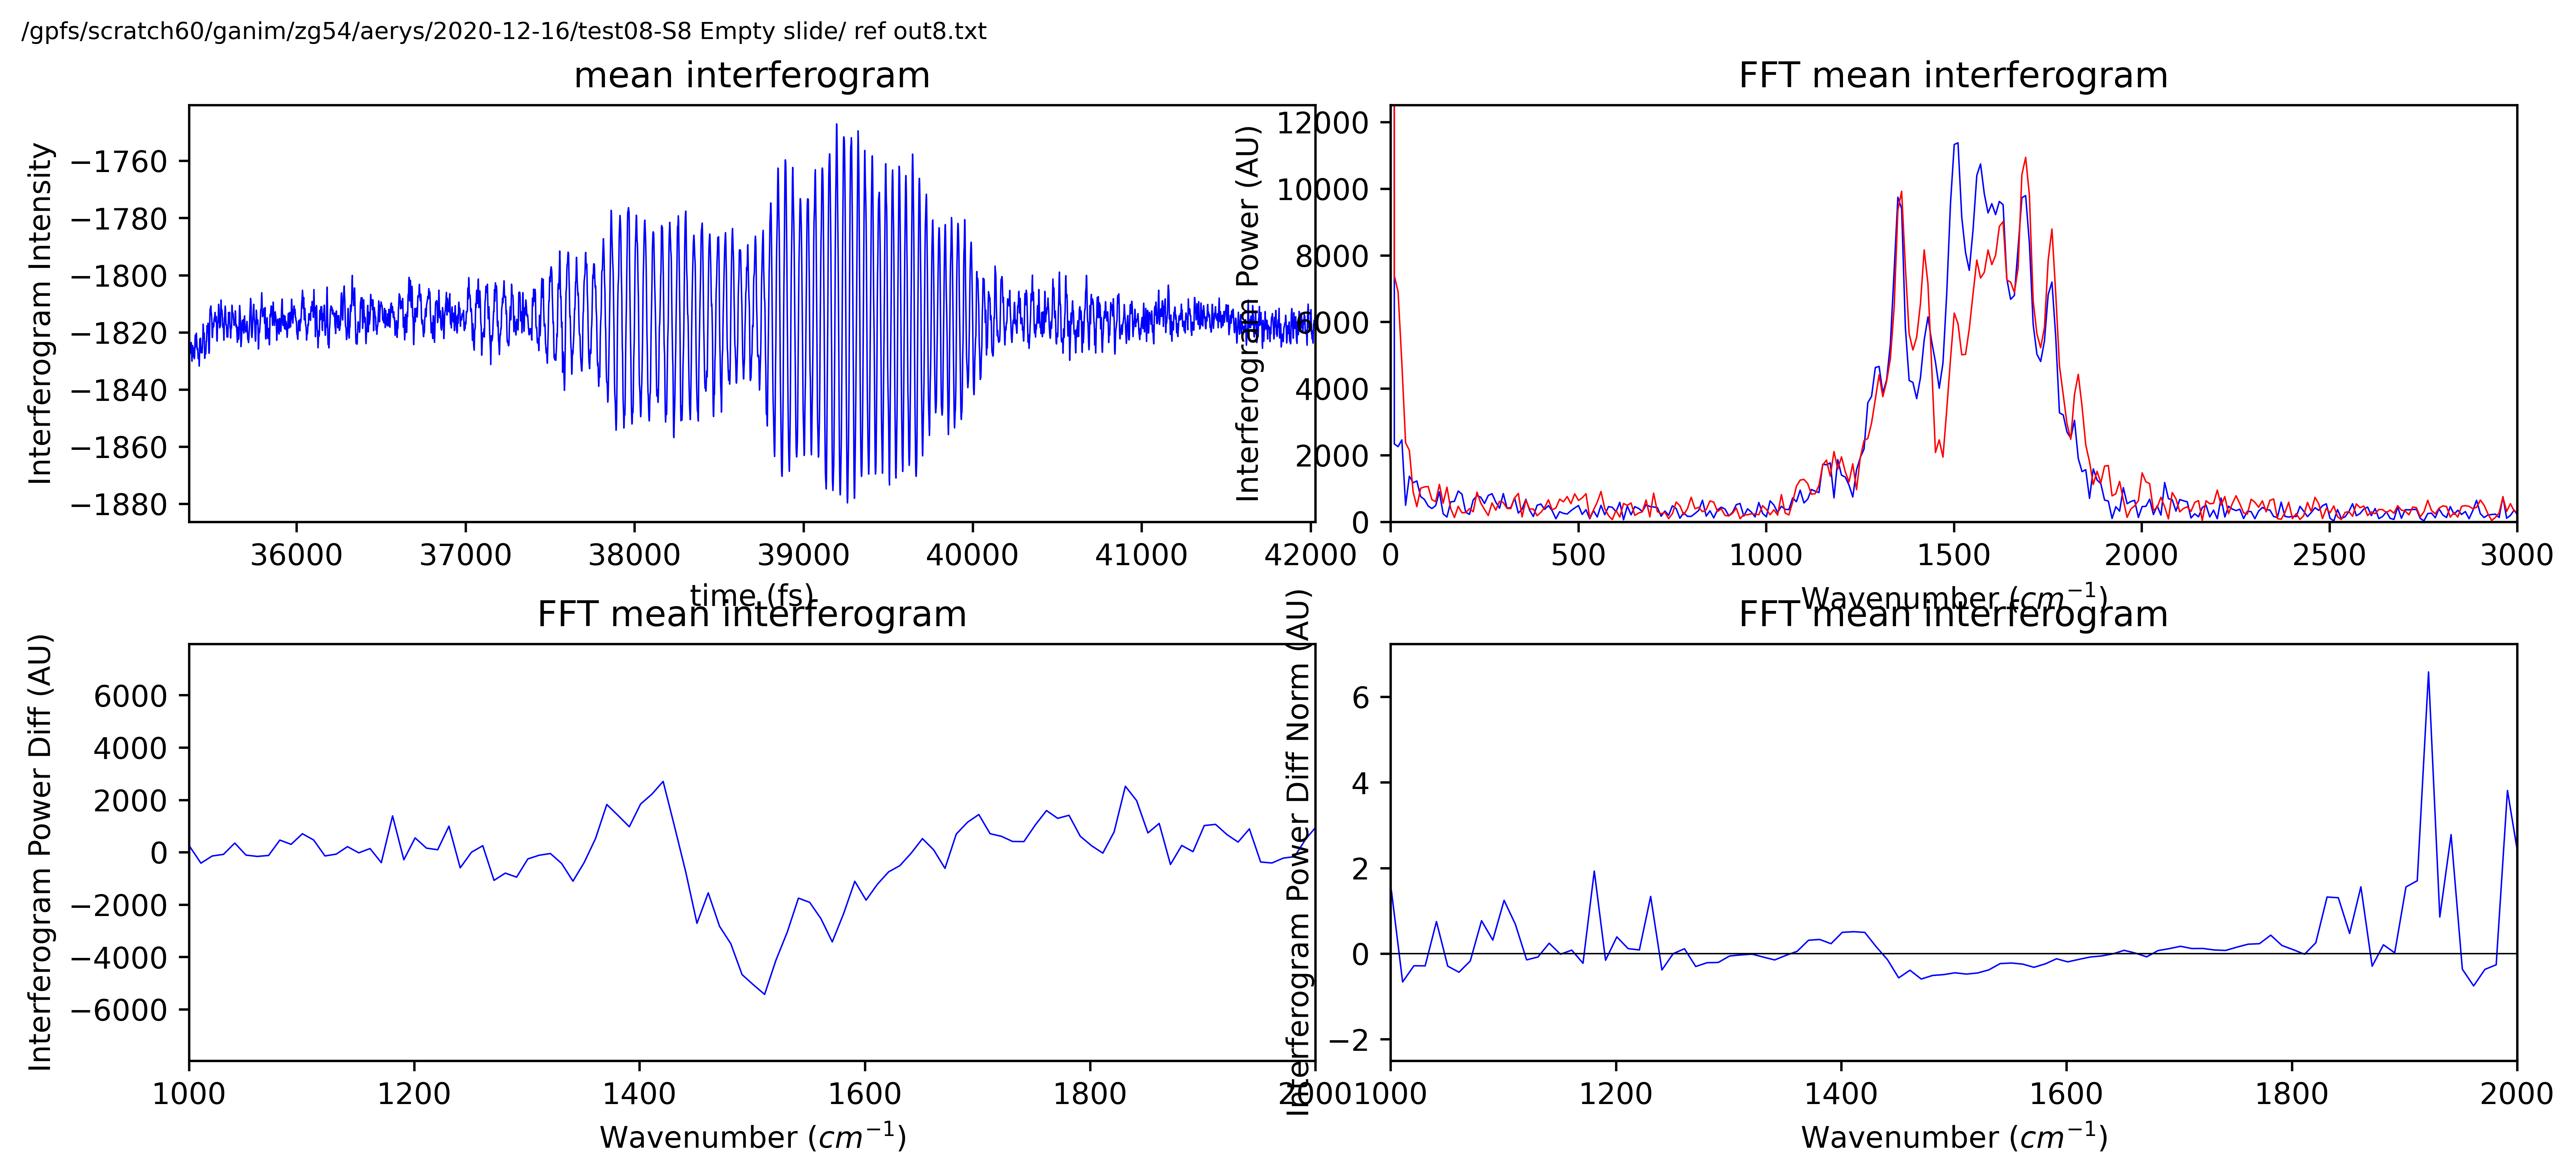 /gpfs/scratch60/ganim/zg54/aerys/2020-12-16/test08-S8 Empty slide/ ref out8.txt
mean interferogram
Interferogram Intensity
−1760
−1780
−1800
−1820
−1840
−1860
−1880
36000 37000 38000 39000 40000 41000 42000
time (fs)
FFT mean interferogram
Interferogram Power (AU)
12000
10000
8000
6000
4000
2000
0
0 500 1000 1500 2000 2500 3000
Wavenumber (cm⁻¹)
FFT mean interferogram
Interferogram Power Diff (AU)
6000
4000
2000
0
−2000
−4000
−6000
1000 1200 1400 1600 1800 2000
Wavenumber (cm⁻¹)
FFT mean interferogram
Interferogram Power Diff Norm (AU)
6
4
2
0
−2
1000 1200 1400 1600 1800 2000
Wavenumber (cm⁻¹)